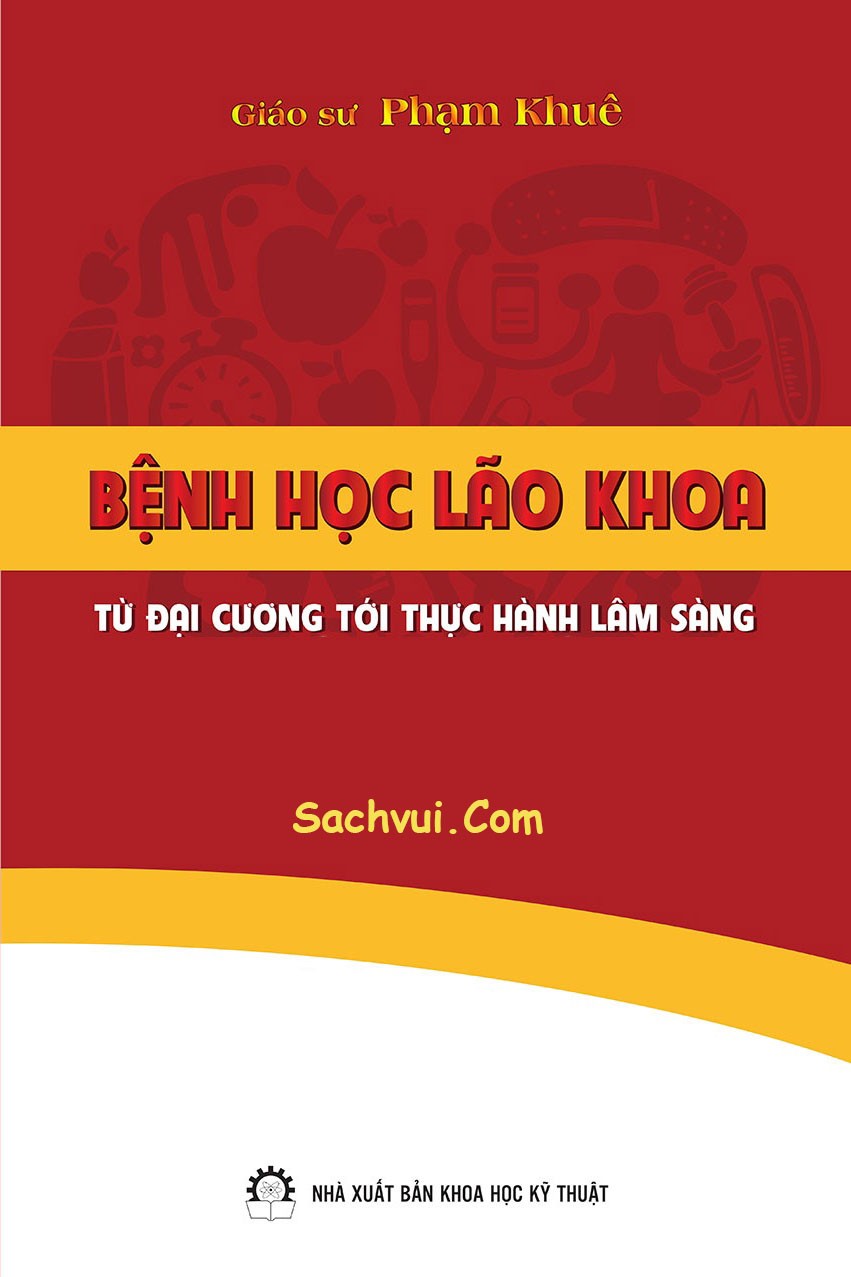 Giáo sư Phạm Khuê
BỆNH HỌC LÃO KHOA
TỪ ĐẠI CƯƠNG TỚI THỰC HÀNH LÂM SÀNG
Sachvui.Com
NHÀ XUẤT BẢN KHOA HỌC KỸ THUẬT